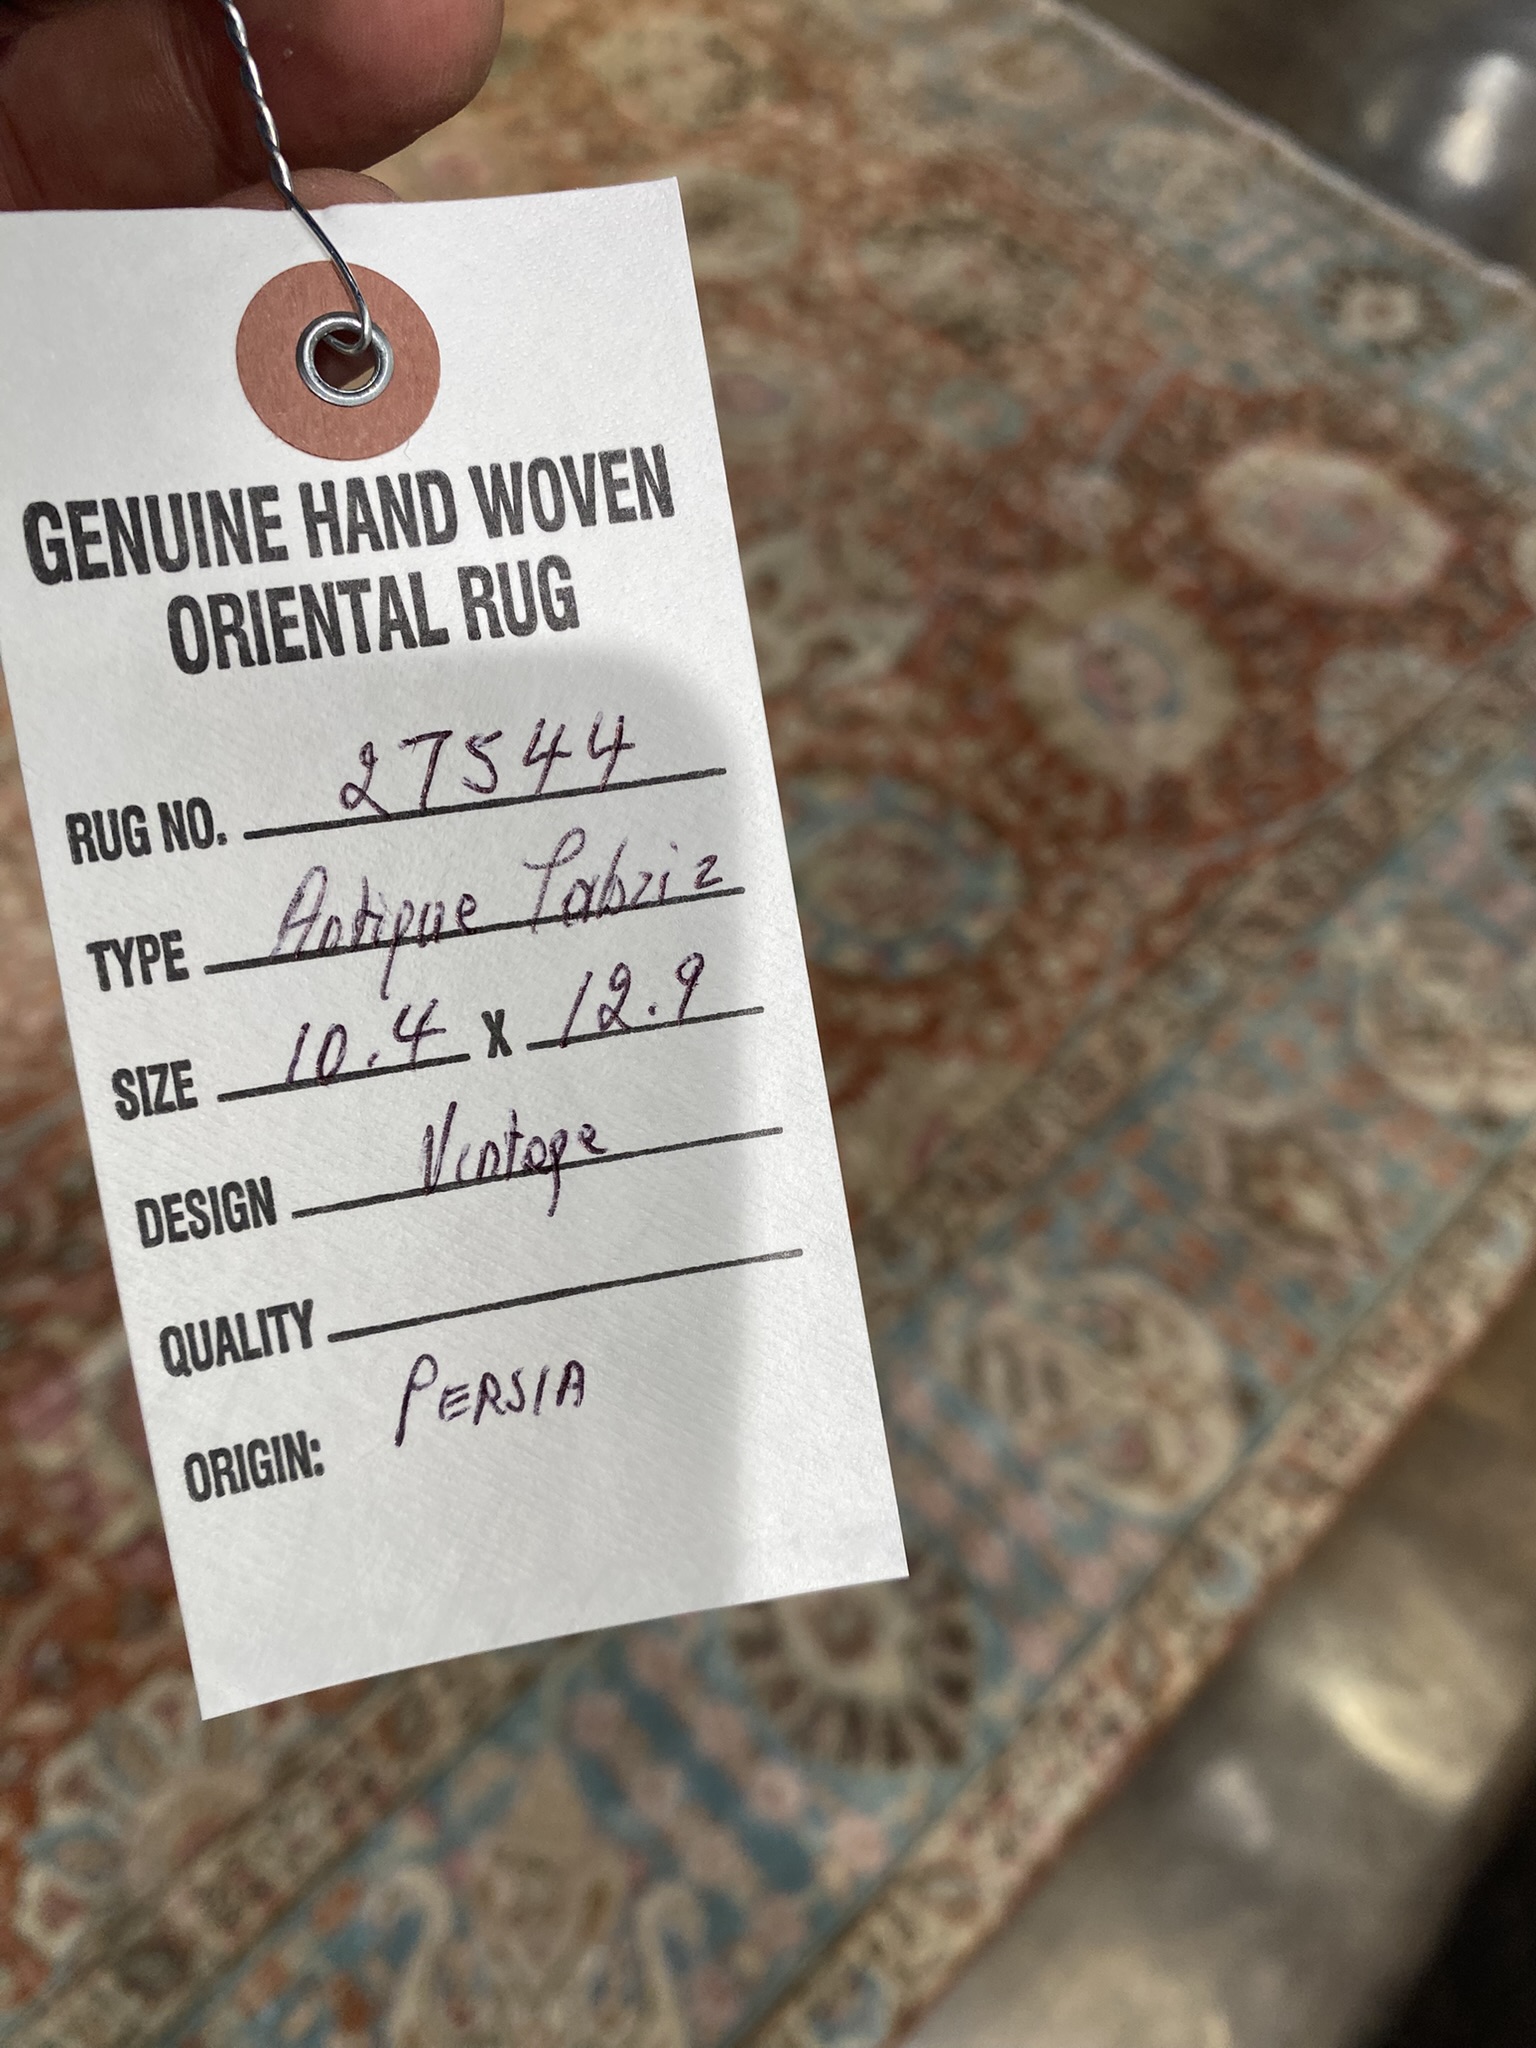 GENUINE HAND WOVEN
ORIENTAL RUG
RUG NO. 27544
TYPE Antique Tabriz
SIZE 10.4 X 12.9
DESIGN Vintage
QUALITY
ORIGIN: PERSIA